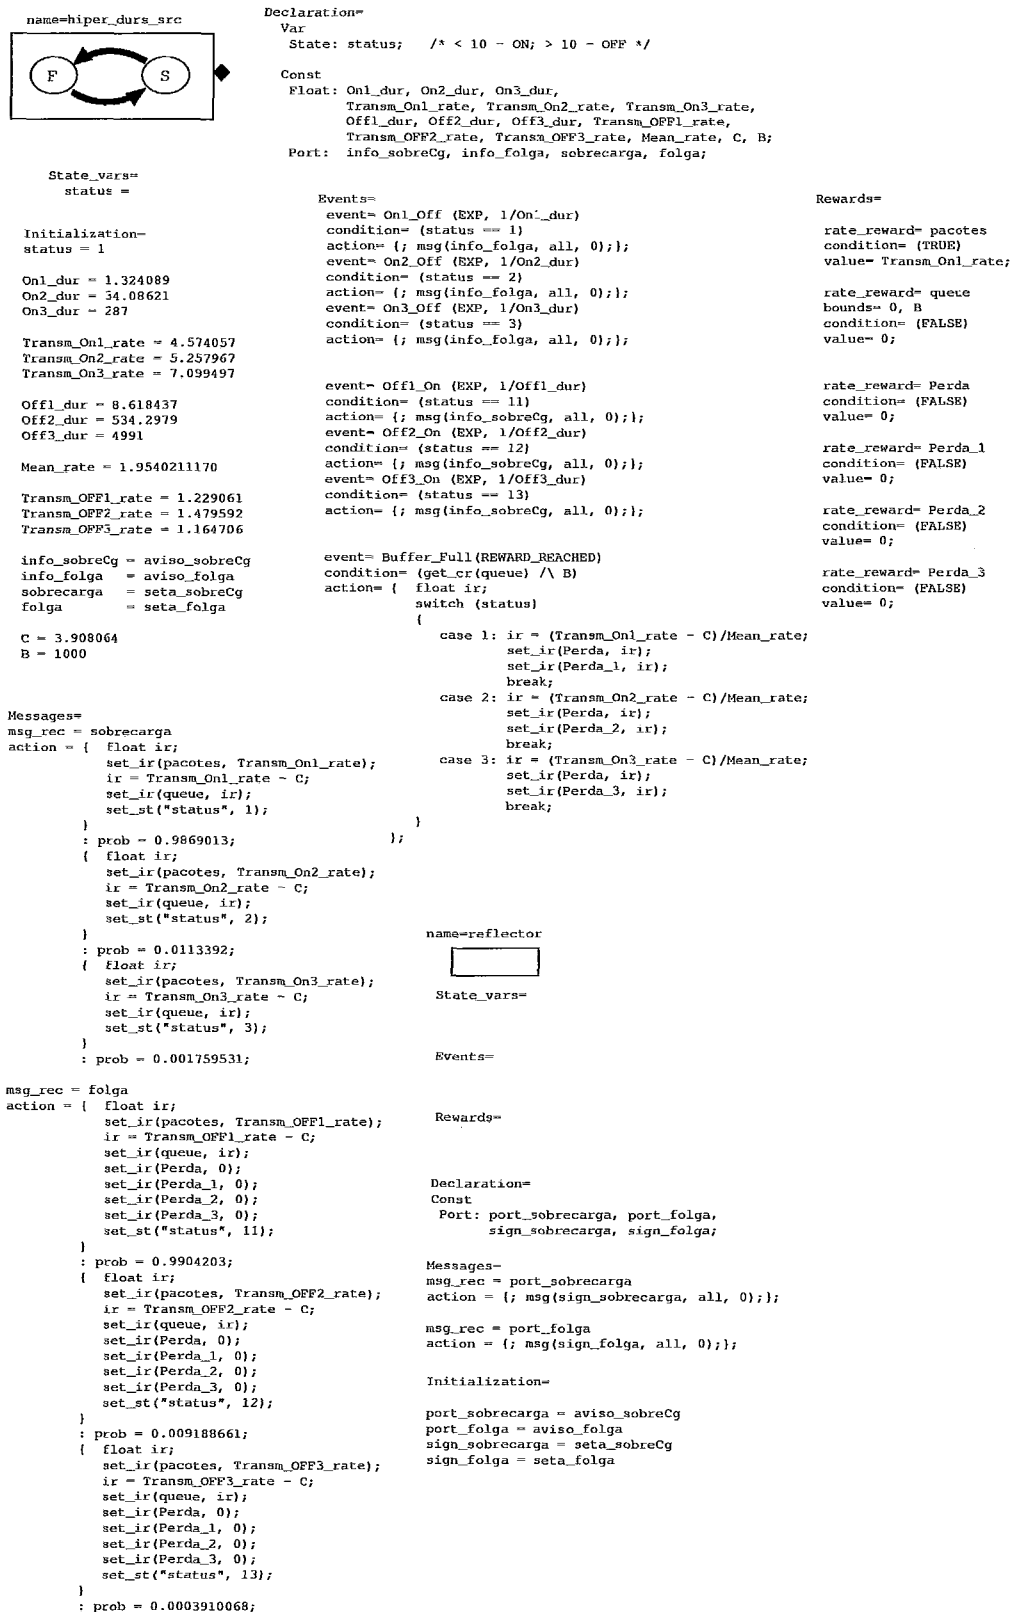 name=hiper_durs_src
F
S
Declaration=
Var
State: status; /* < 10 - ON; > 10 - OFF */
Const
Float: On1_dur, On2_dur, On3_dur,
Transm_On1_rate, Transm_On2_rate, Transm_On3_rate,
Off1_dur, Off2_dur, Off3_dur, Transm_OFF1_rate,
Transm_OFF2_rate, Transm_OFF3_rate, Mean_rate, C, B;
Port: info_sobreCg, info_folga, sobrecarga, folga;
State_vars=
status =
Initialization=
status = 1
On1_dur = 1.324089
On2_dur = 54.08621
On3_dur = 287
Transm_On1_rate = 4.574057
Transm_On2_rate = 5.257967
Transm_On3_rate = 7.099497
Off1_dur = 8.618437
Off2_dur = 534.2979
Off3_dur = 4991
Mean_rate = 1.9540211170
Transm_OFF1_rate = 1.229061
Transm_OFF2_rate = 1.479592
Transm_OFF3_rate = 1.164706
info_sobreCg = aviso_sobreCg
info_folga = aviso_folga
sobrecarga = seta_sobreCg
folga = seta_folga
C = 3.908064
B = 1000
Events=
event= On1_Off (EXP, 1/On1_dur)
condition= (status == 1)
action= {; msg(info_folga, all, 0);};
event= On2_Off (EXP, 1/On2_dur)
condition= (status == 2)
action= {; msg(info_folga, all, 0);};
event= On3_Off (EXP, 1/On3_dur)
condition= (status == 3)
action= {; msg(info_folga, all, 0);};
event= Off1_On (EXP, 1/Off1_dur)
condition= (status == 11)
action= {; msg(info_sobreCg, all, 0);};
event= Off2_On (EXP, 1/Off2_dur)
condition= (status == 12)
action= {; msg(info_sobreCg, all, 0);};
event= Off3_On (EXP, 1/Off3_dur)
condition= (status == 13)
action= {; msg(info_sobreCg, all, 0);};
event= Buffer_Full(REWARD_REACHED)
condition= (get_cr(queue) /\ B)
action= { float ir;
switch (status)
{
case 1: ir = (Transm_On1_rate - C)/Mean_rate;
set_ir(Perda, ir);
set_ir(Perda_1, ir);
break;
case 2: ir = (Transm_On2_rate - C)/Mean_rate;
set_ir(Perda, ir);
set_ir(Perda_2, ir);
break;
case 3: ir = (Transm_On3_rate - C)/Mean_rate;
set_ir(Perda, ir);
set_ir(Perda_3, ir);
break;
}
};
Rewards=
rate_reward= pacotes
condition= (TRUE)
value= Transm_On1_rate;
rate_reward= queue
bounds= 0, B
condition= (FALSE)
value= 0;
rate_reward= Perda
condition= (FALSE)
value= 0;
rate_reward= Perda_1
condition= (FALSE)
value= 0;
rate_reward= Perda_2
condition= (FALSE)
value= 0;
rate_reward= Perda_3
condition= (FALSE)
value= 0;
Messages=
msg_rec = sobrecarga
action = { float ir;
set_ir(pacotes, Transm_On1_rate);
ir = Transm_On1_rate - C;
set_ir(queue, ir);
set_st("status", 1);
}
: prob = 0.9869013;
{ float ir;
set_ir(pacotes, Transm_On2_rate);
ir = Transm_On2_rate - C;
set_ir(queue, ir);
set_st("status", 2);
}
: prob = 0.0113392;
{ float ir;
set_ir(pacotes, Transm_On3_rate);
ir = Transm_On3_rate - C;
set_ir(queue, ir);
set_st("status", 3);
}
: prob = 0.001759531;
msg_rec = folga
action = { float ir;
set_ir(pacotes, Transm_OFF1_rate);
ir = Transm_OFF1_rate - C;
set_ir(queue, ir);
set_ir(Perda, 0);
set_ir(Perda_1, 0);
set_ir(Perda_2, 0);
set_ir(Perda_3, 0);
set_st("status", 11);
}
: prob = 0.9904203;
{ float ir;
set_ir(pacotes, Transm_OFF2_rate);
ir = Transm_OFF2_rate - C;
set_ir(queue, ir);
set_ir(Perda, 0);
set_ir(Perda_1, 0);
set_ir(Perda_2, 0);
set_ir(Perda_3, 0);
set_st("status", 12);
}
: prob = 0.009188661;
{ float ir;
set_ir(pacotes, Transm_OFF3_rate);
ir = Transm_OFF3_rate - C;
set_ir(queue, ir);
set_ir(Perda, 0);
set_ir(Perda_1, 0);
set_ir(Perda_2, 0);
set_ir(Perda_3, 0);
set_st("status", 13);
}
: prob = 0.0003910068;
name=reflector
State_vars=
Events=
Rewards=
Declaration=
Const
Port: port_sobrecarga, port_folga,
sign_sobrecarga, sign_folga;
Messages=
msg_rec = port_sobrecarga
action = {; msg(sign_sobrecarga, all, 0);};
msg_rec = port_folga
action = {; msg(sign_folga, all, 0);};
Initialization=
port_sobrecarga = aviso_sobreCg
port_folga = aviso_folga
sign_sobrecarga = seta_sobreCg
sign_folga = seta_folga